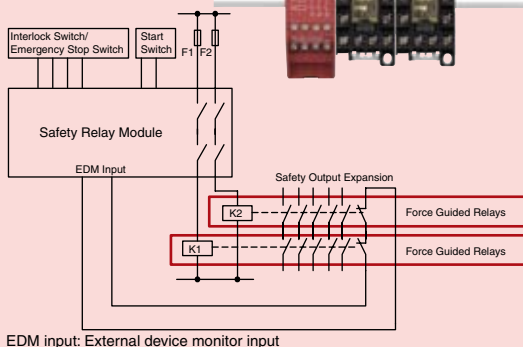 Interlock Switch/
Emergency Stop Switch
Start
Switch
F1 F2
Safety Relay Module
EDM Input
Safety Output Expansion
K2
Force Guided Relays
K1
Force Guided Relays
EDM input: External device monitor input